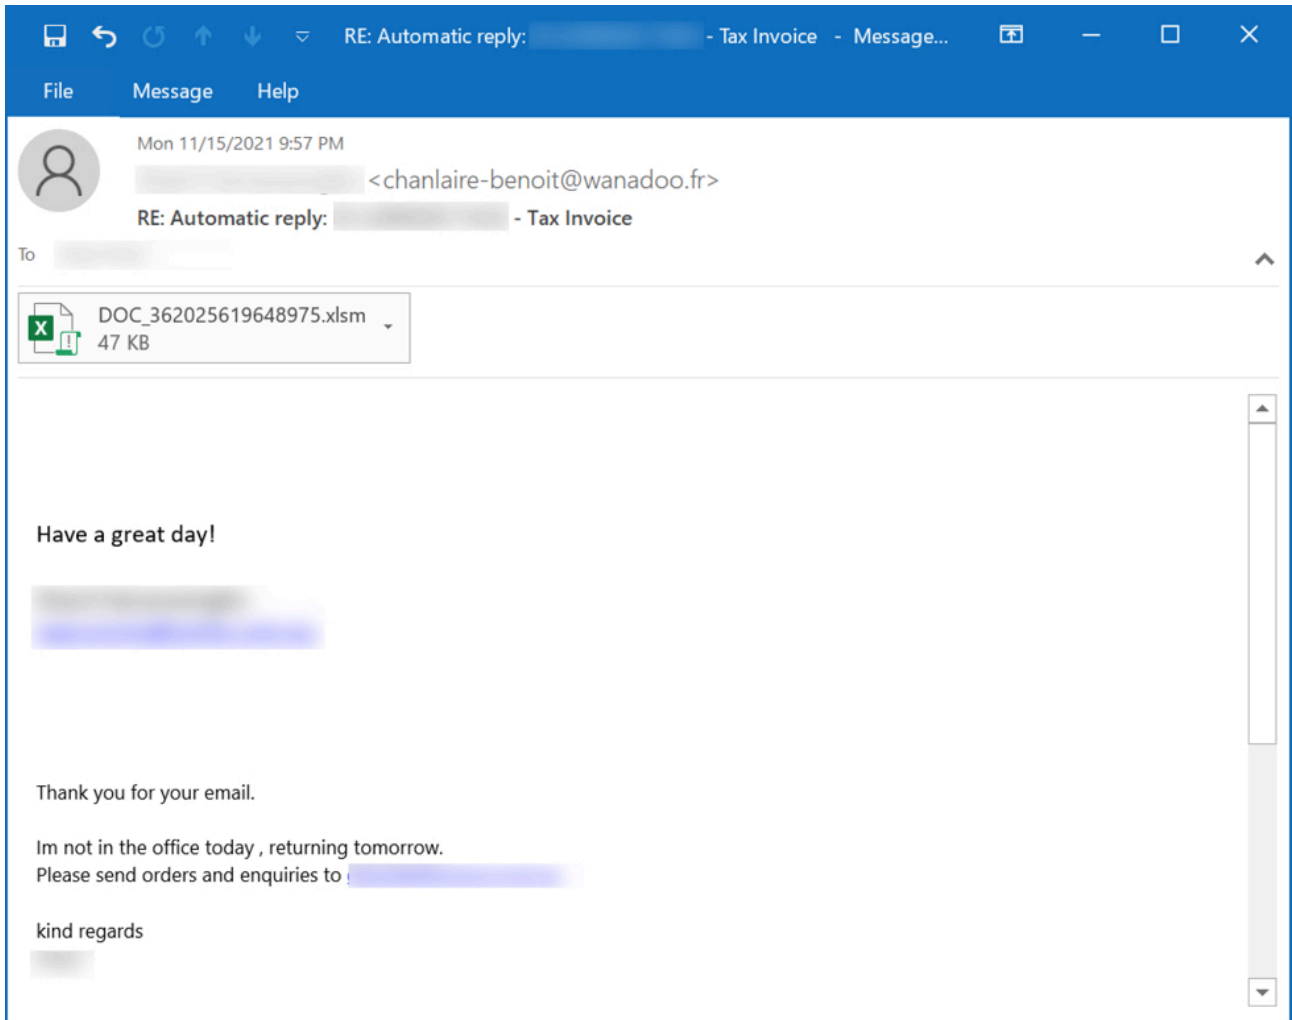 RE: Automatic reply: - Tax Invoice - Message...
File Message Help
Mon 11/15/2021 9:57 PM
<chanlaire-benoit@wanadoo.fr>
RE: Automatic reply: - Tax Invoice
To
DOC_362025619648975.xlsm
47 KB
Have a great day!
Thank you for your email.
Im not in the office today , returning tomorrow.
Please send orders and enquiries to
kind regards